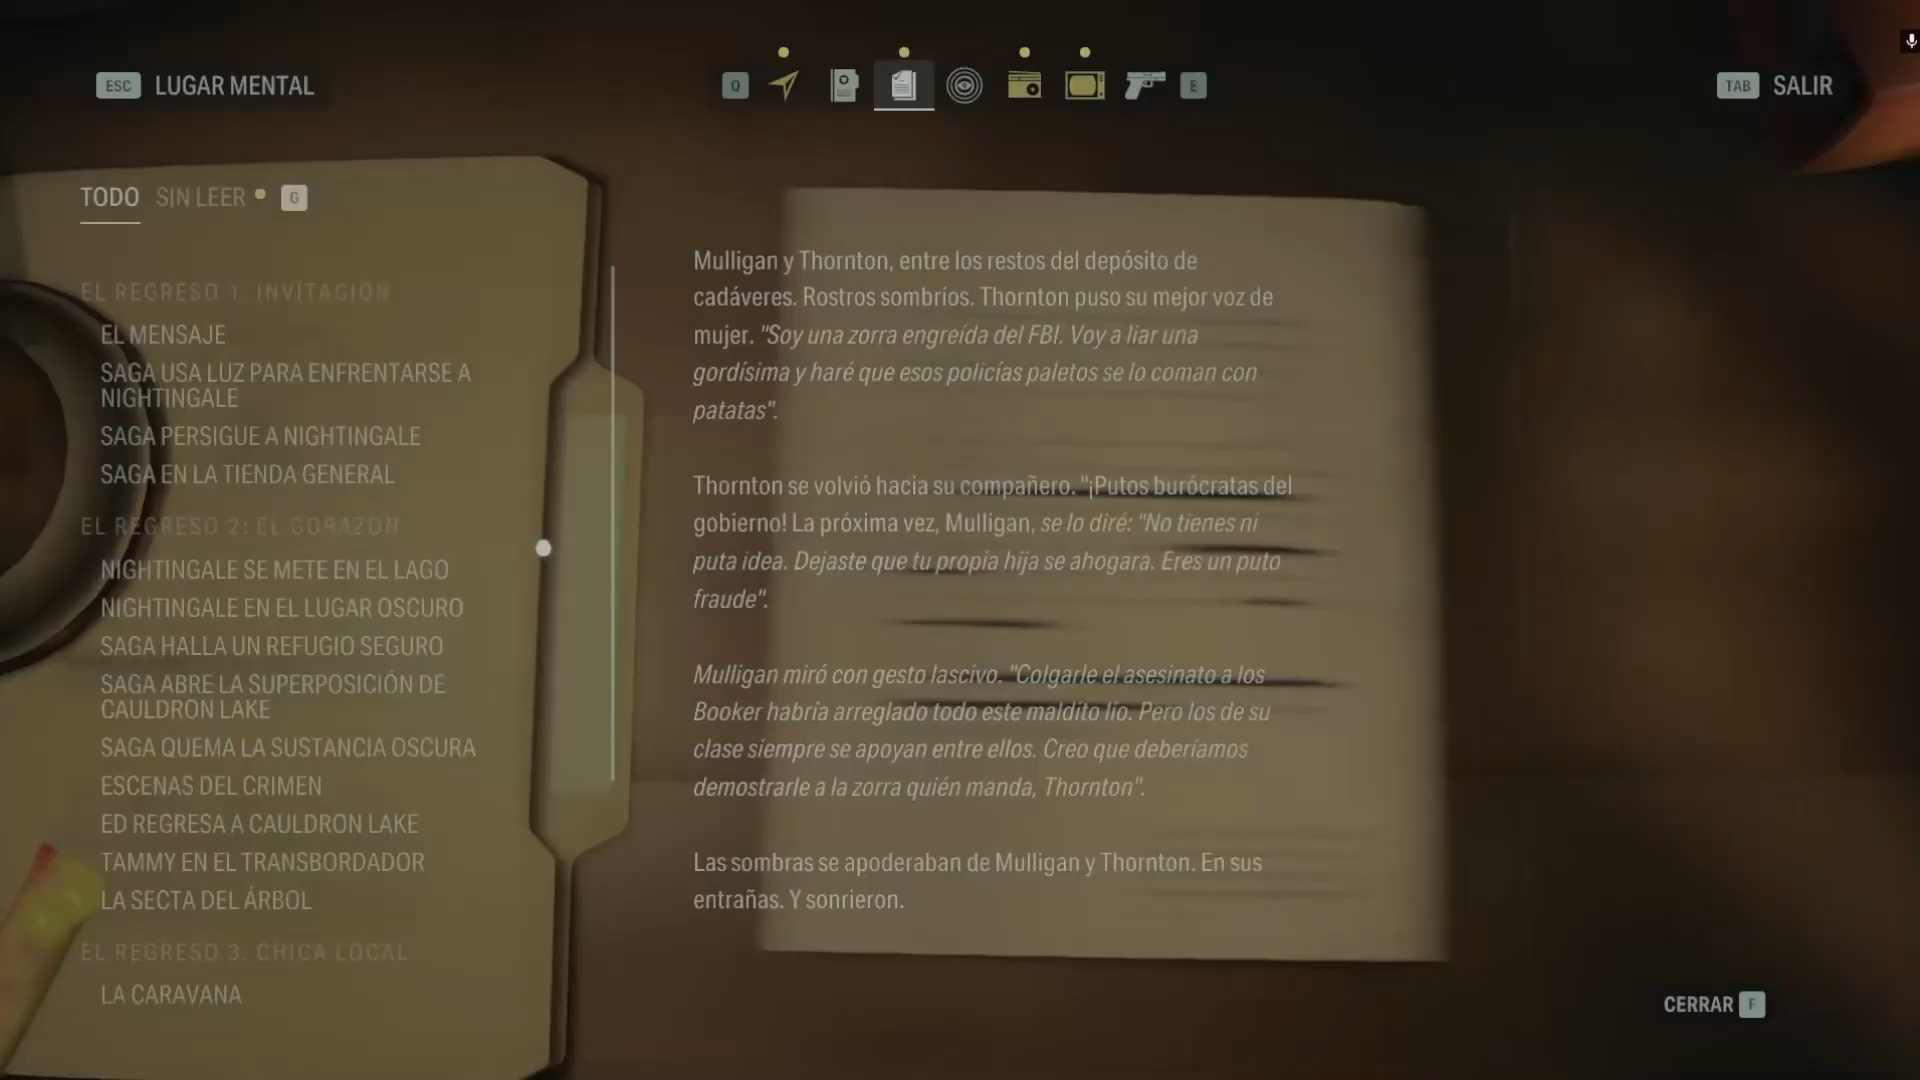 ESC LUGAR MENTAL
Q
E
TAB SALIR
TODO SIN LEER G
EL REGRESO 1: INVITACIÓN
EL MENSAJE
SAGA USA LUZ PARA ENFRENTARSE A
NIGHTINGALE
SAGA PERSIGUE A NIGHTINGALE
SAGA EN LA TIENDA GENERAL
EL REGRESO 2: EL CORAZÓN
NIGHTINGALE SE METE EN EL LAGO
NIGHTINGALE EN EL LUGAR OSCURO
SAGA HALLA UN REFUGIO SEGURO
SAGA ABRE LA SUPERPOSICIÓN DE
CAULDRON LAKE
SAGA QUEMA LA SUSTANCIA OSCURA
ESCENAS DEL CRIMEN
ED REGRESA A CAULDRON LAKE
TAMMY EN EL TRANSBORDADOR
LA SECTA DEL ÁRBOL
EL REGRESO 3: CHICA LOCAL
LA CARAVANA
Mulligan y Thornton, entre los restos del depósito de
cadáveres. Rostros sombríos. Thornton puso su mejor voz de
mujer. "Soy una zorra engreída del FBI. Voy a liar una
gordísima y haré que esos policías paletos se lo coman con
patatas".
Thornton se volvió hacia su compañero. "¡Putos burócratas del
gobierno! La próxima vez, Mulligan, se lo diré: "No tienes ni
puta idea. Dejaste que tu propia hija se ahogara. Eres un puto
fraude".
Mulligan miró con gesto lascivo. "Colgarle el asesinato a los
Booker habría arreglado todo este maldito lío. Pero los de su
clase siempre se apoyan entre ellos. Creo que deberíamos
demostrarle a la zorra quién manda, Thornton".
Las sombras se apoderaban de Mulligan y Thornton. En sus
entrañas. Y sonrieron.
CERRAR F